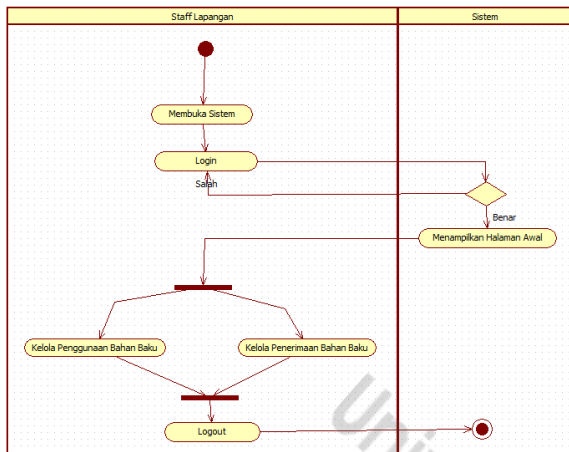 Staff Lapangan
Sistem
Membuka Sistem
Login
Salah
Benar
Menampilkan Halaman Awal
Kelola Penggunaan Bahan Baku
Kelola Penerimaan Bahan Baku
Logout
Uni